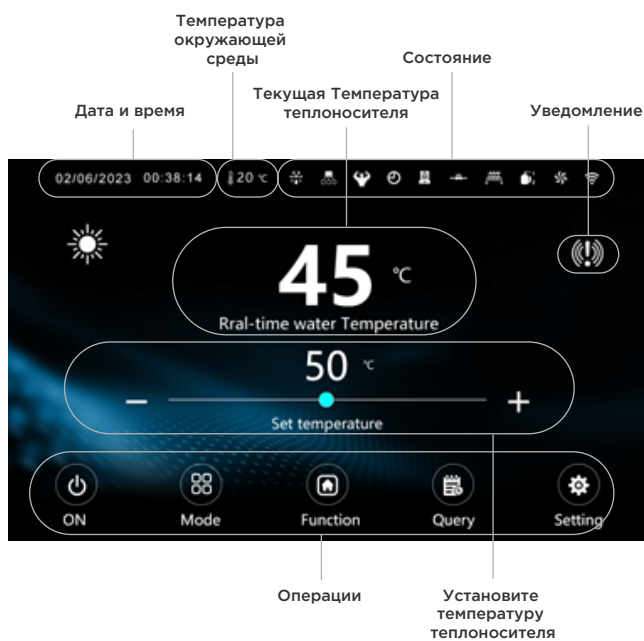 Температура
окружающей
среды
Состояние
Текущая Температура
теплоносителя
Дата и время
Уведомление
02/06/2023 00:38:14 20 ℃
45 ℃
Rral-time water Temperature
50 ℃
− +
Set temperature
ON Mode Function Query Setting
Операции
Установите
температуру
теплоносителя